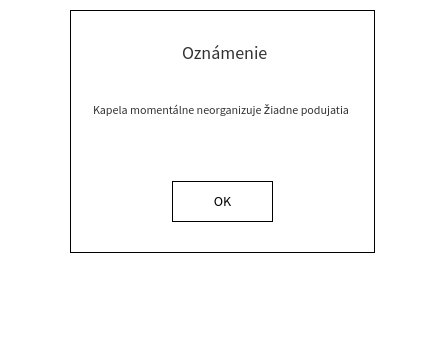 Oznámenie
Kapela momentálne neorganizuje žiadne podujatia
OK